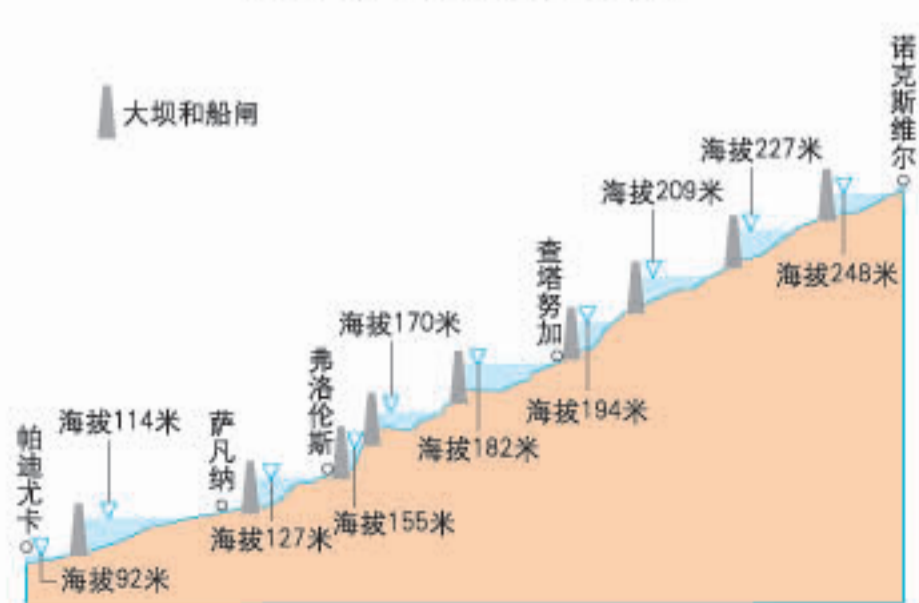 大坝和船闸
诺克斯维尔
海拔227米
海拔209米
海拔248米
查塔努加
海拔170米
弗洛伦斯
海拔194米
海拔182米
海拔114米
萨凡纳
帕迪尤卡
海拔127米
海拔155米
海拔92米